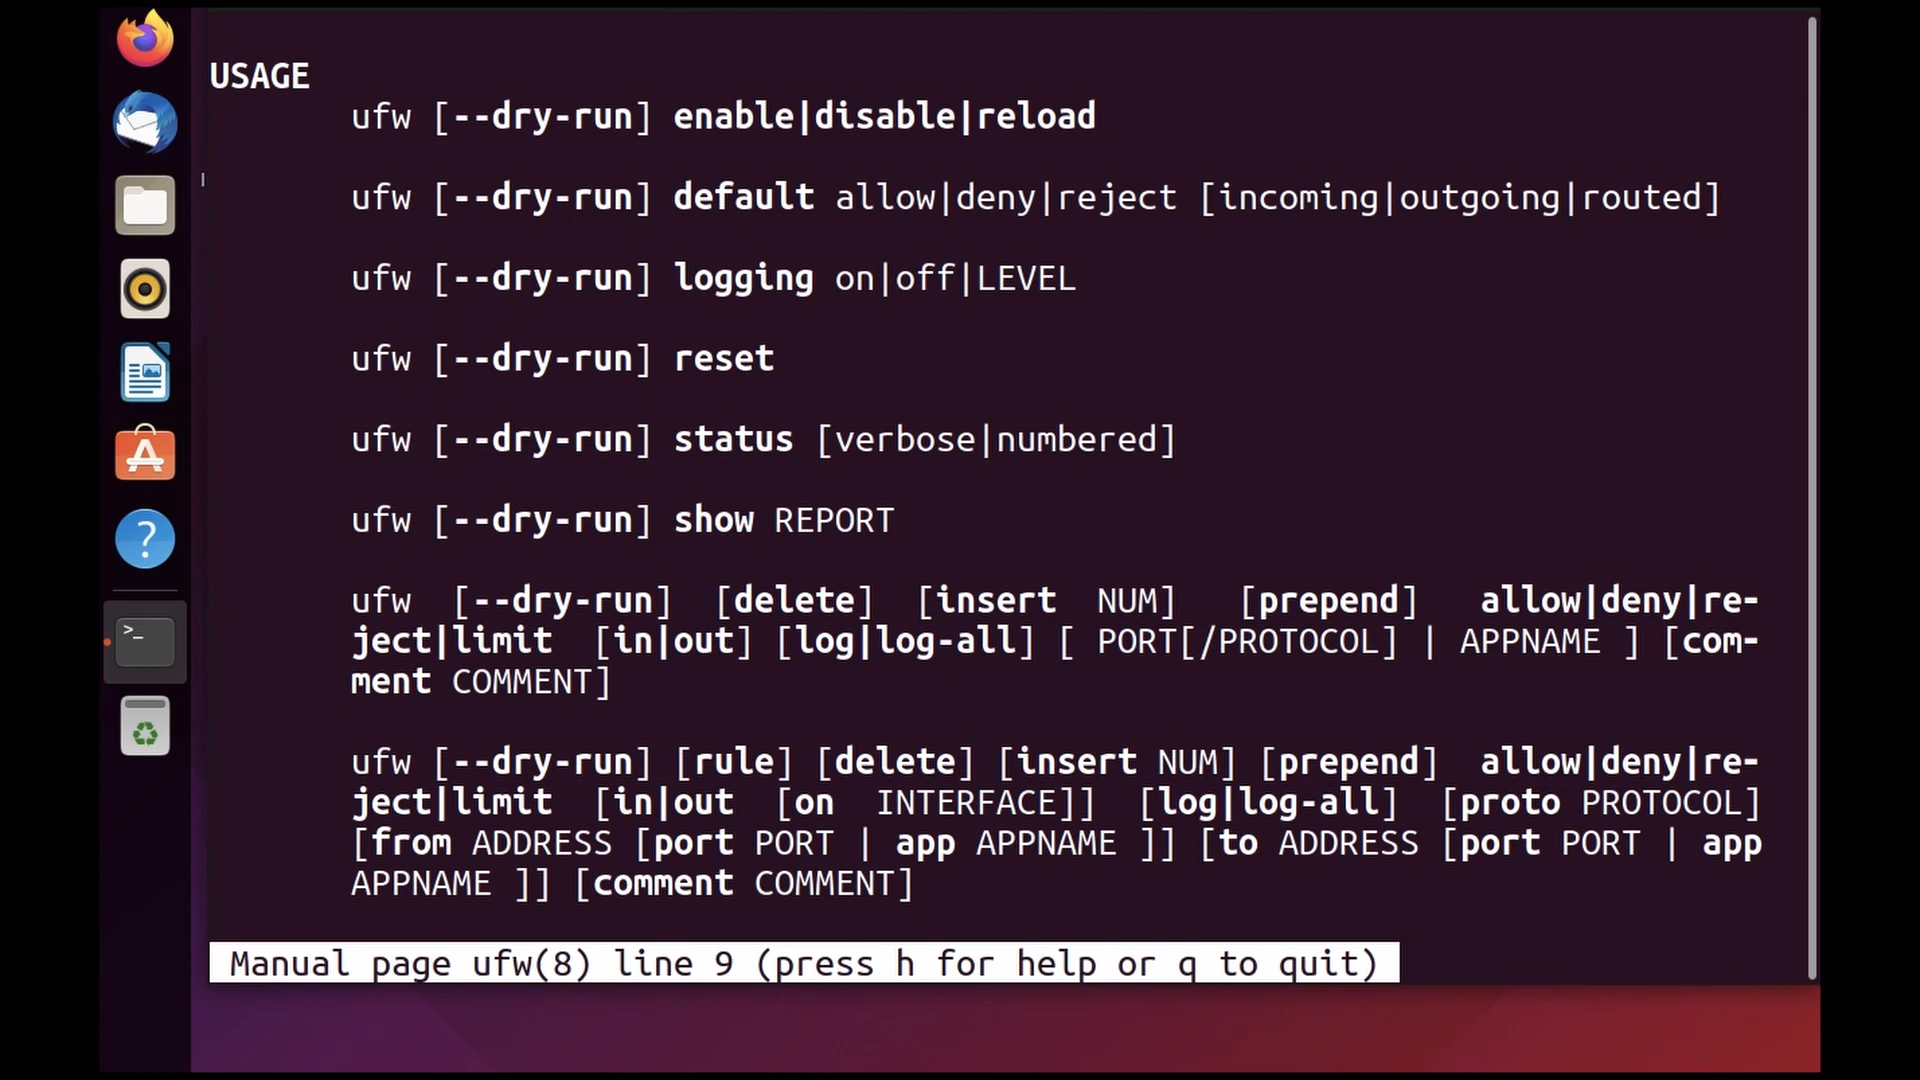 USAGE
ufw [--dry-run] enable|disable|reload
ufw [--dry-run] default allow|deny|reject [incoming|outgoing|routed]
ufw [--dry-run] logging on|off|LEVEL
ufw [--dry-run] reset
ufw [--dry-run] status [verbose|numbered]
ufw [--dry-run] show REPORT
ufw [--dry-run] [delete] [insert NUM] [prepend] allow|deny|re-
ject|limit [in|out] [log|log-all] [ PORT[/PROTOCOL] | APPNAME ] [com-
ment COMMENT]
ufw [--dry-run] [rule] [delete] [insert NUM] [prepend] allow|deny|re-
ject|limit [in|out [on INTERFACE]] [log|log-all] [proto PROTOCOL]
[from ADDRESS [port PORT | app APPNAME ]] [to ADDRESS [port PORT | app
APPNAME ]] [comment COMMENT]
Manual page ufw(8) line 9 (press h for help or q to quit)